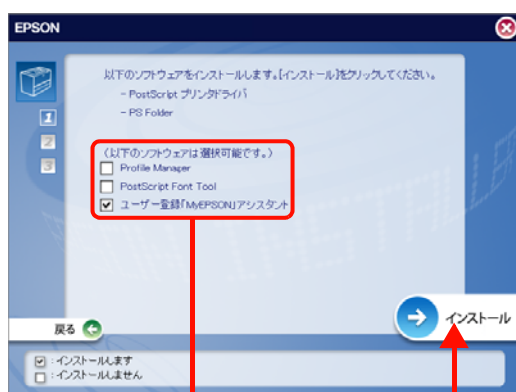 EPSON
以下のソフトウェアをインストールします。[インストール]をクリックしてください。
- PostScript プリンタドライバ
- PS Folder
1
2
3
(以下のソフトウェアは選択可能です。)
Profile Manager
PostScript Font Tool
ユーザー登録「MyEPSON」アシスタント
インストール
戻る
:インストールします
:インストールしません